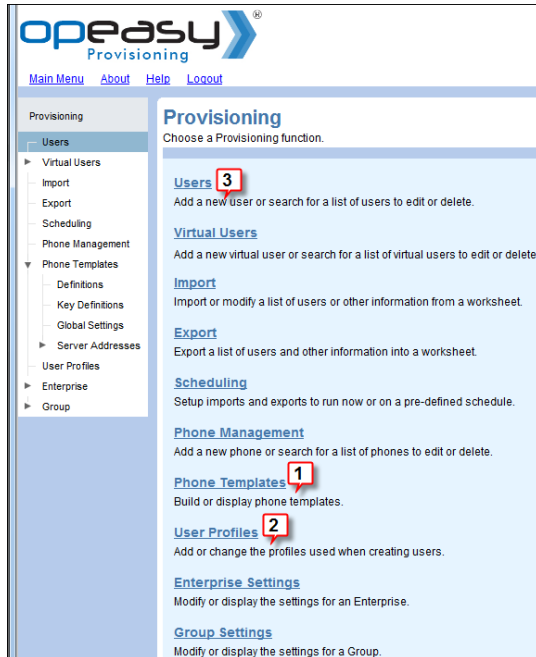 opeasy®
Provisioning
Main Menu About Help Logout
Provisioning
Users
Virtual Users
Import
Export
Scheduling
Phone Management
Phone Templates
Definitions
Key Definitions
Global Settings
Server Addresses
User Profiles
Enterprise
Group
Provisioning
Choose a Provisioning function.
Users 3
Add a new user or search for a list of users to edit or delete.
Virtual Users
Add a new virtual user or search for a list of virtual users to edit or delete
Import
Import or modify a list of users or other information from a worksheet.
Export
Export a list of users and other information into a worksheet.
Scheduling
Setup imports and exports to run now or on a pre-defined schedule.
Phone Management
Add a new phone or search for a list of phones to edit or delete.
Phone Templates 1
Build or display phone templates.
User Profiles 2
Add or change the profiles used when creating users.
Enterprise Settings
Modify or display the settings for an Enterprise.
Group Settings
Modify or display the settings for a Group.